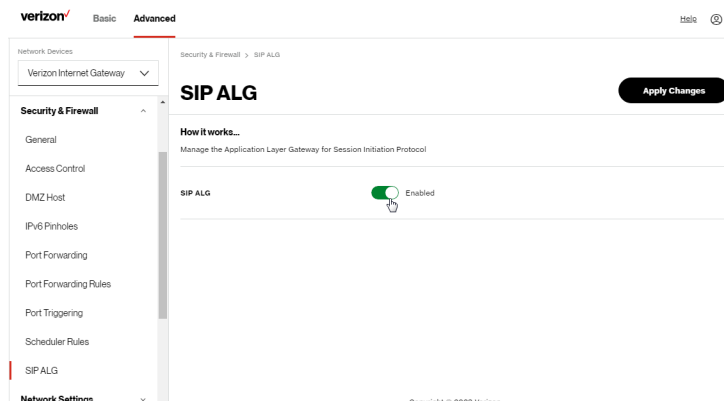 verizon
Basic
Advanced
Help
Network Devices
Verizon Internet Gateway
Security & Firewall
General
Access Control
DMZ Host
IPv6 Pinholes
Port Forwarding
Port Forwarding Rules
Port Triggering
Scheduler Rules
SIP ALG
Network Settings
Security & Firewall > SIP ALG
SIP ALG
Apply Changes
How it works...
Manage the Application Layer Gateway for Session Initiation Protocol
SIP ALG
Enabled